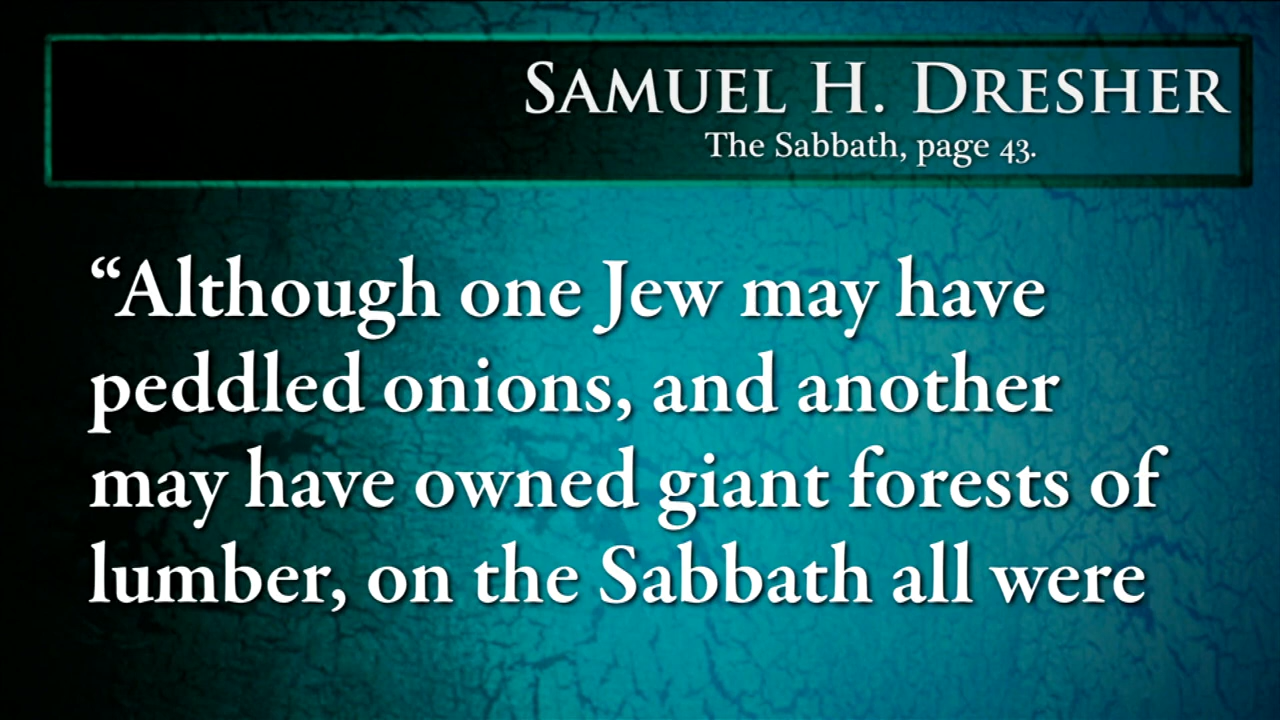 SAMUEL H. DRESHER
The Sabbath, page 43.
“Although one Jew may have
peddled onions, and another
may have owned giant forests of
lumber, on the Sabbath all were